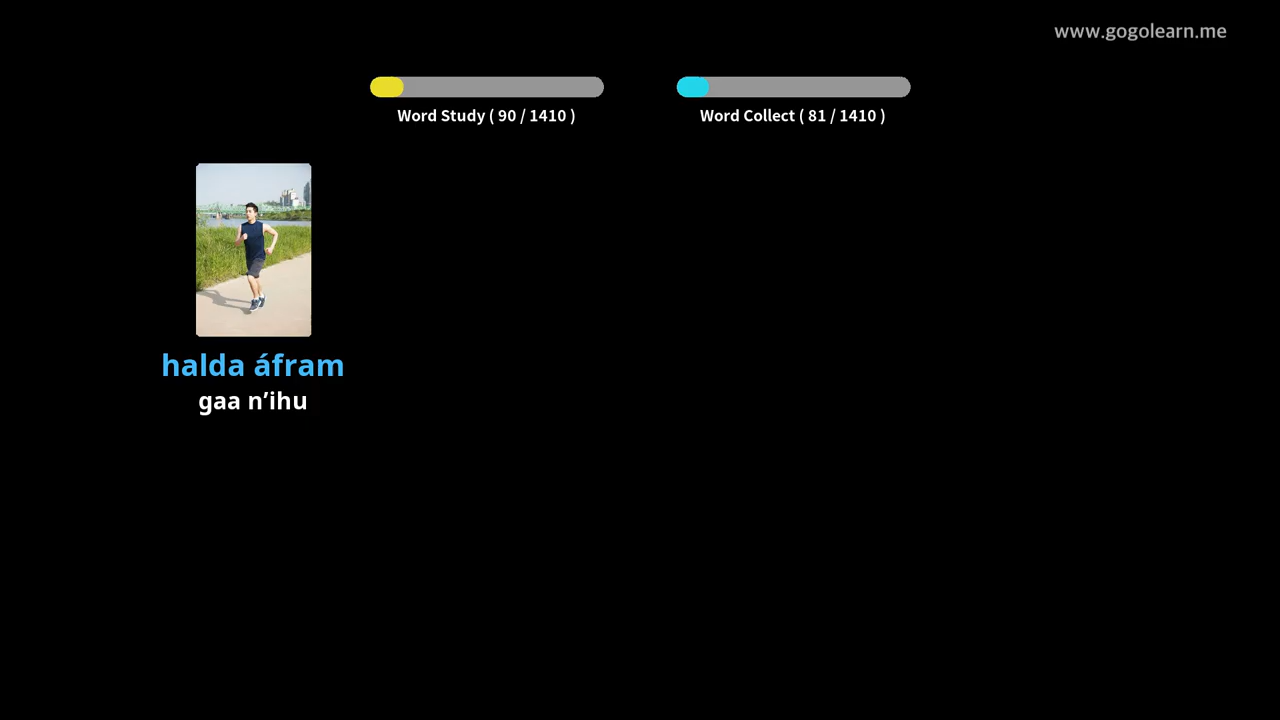 www.gogolearn.me
Word Study ( 90 / 1410 )
Word Collect ( 81 / 1410 )
halda áfram
gaa n’ihu